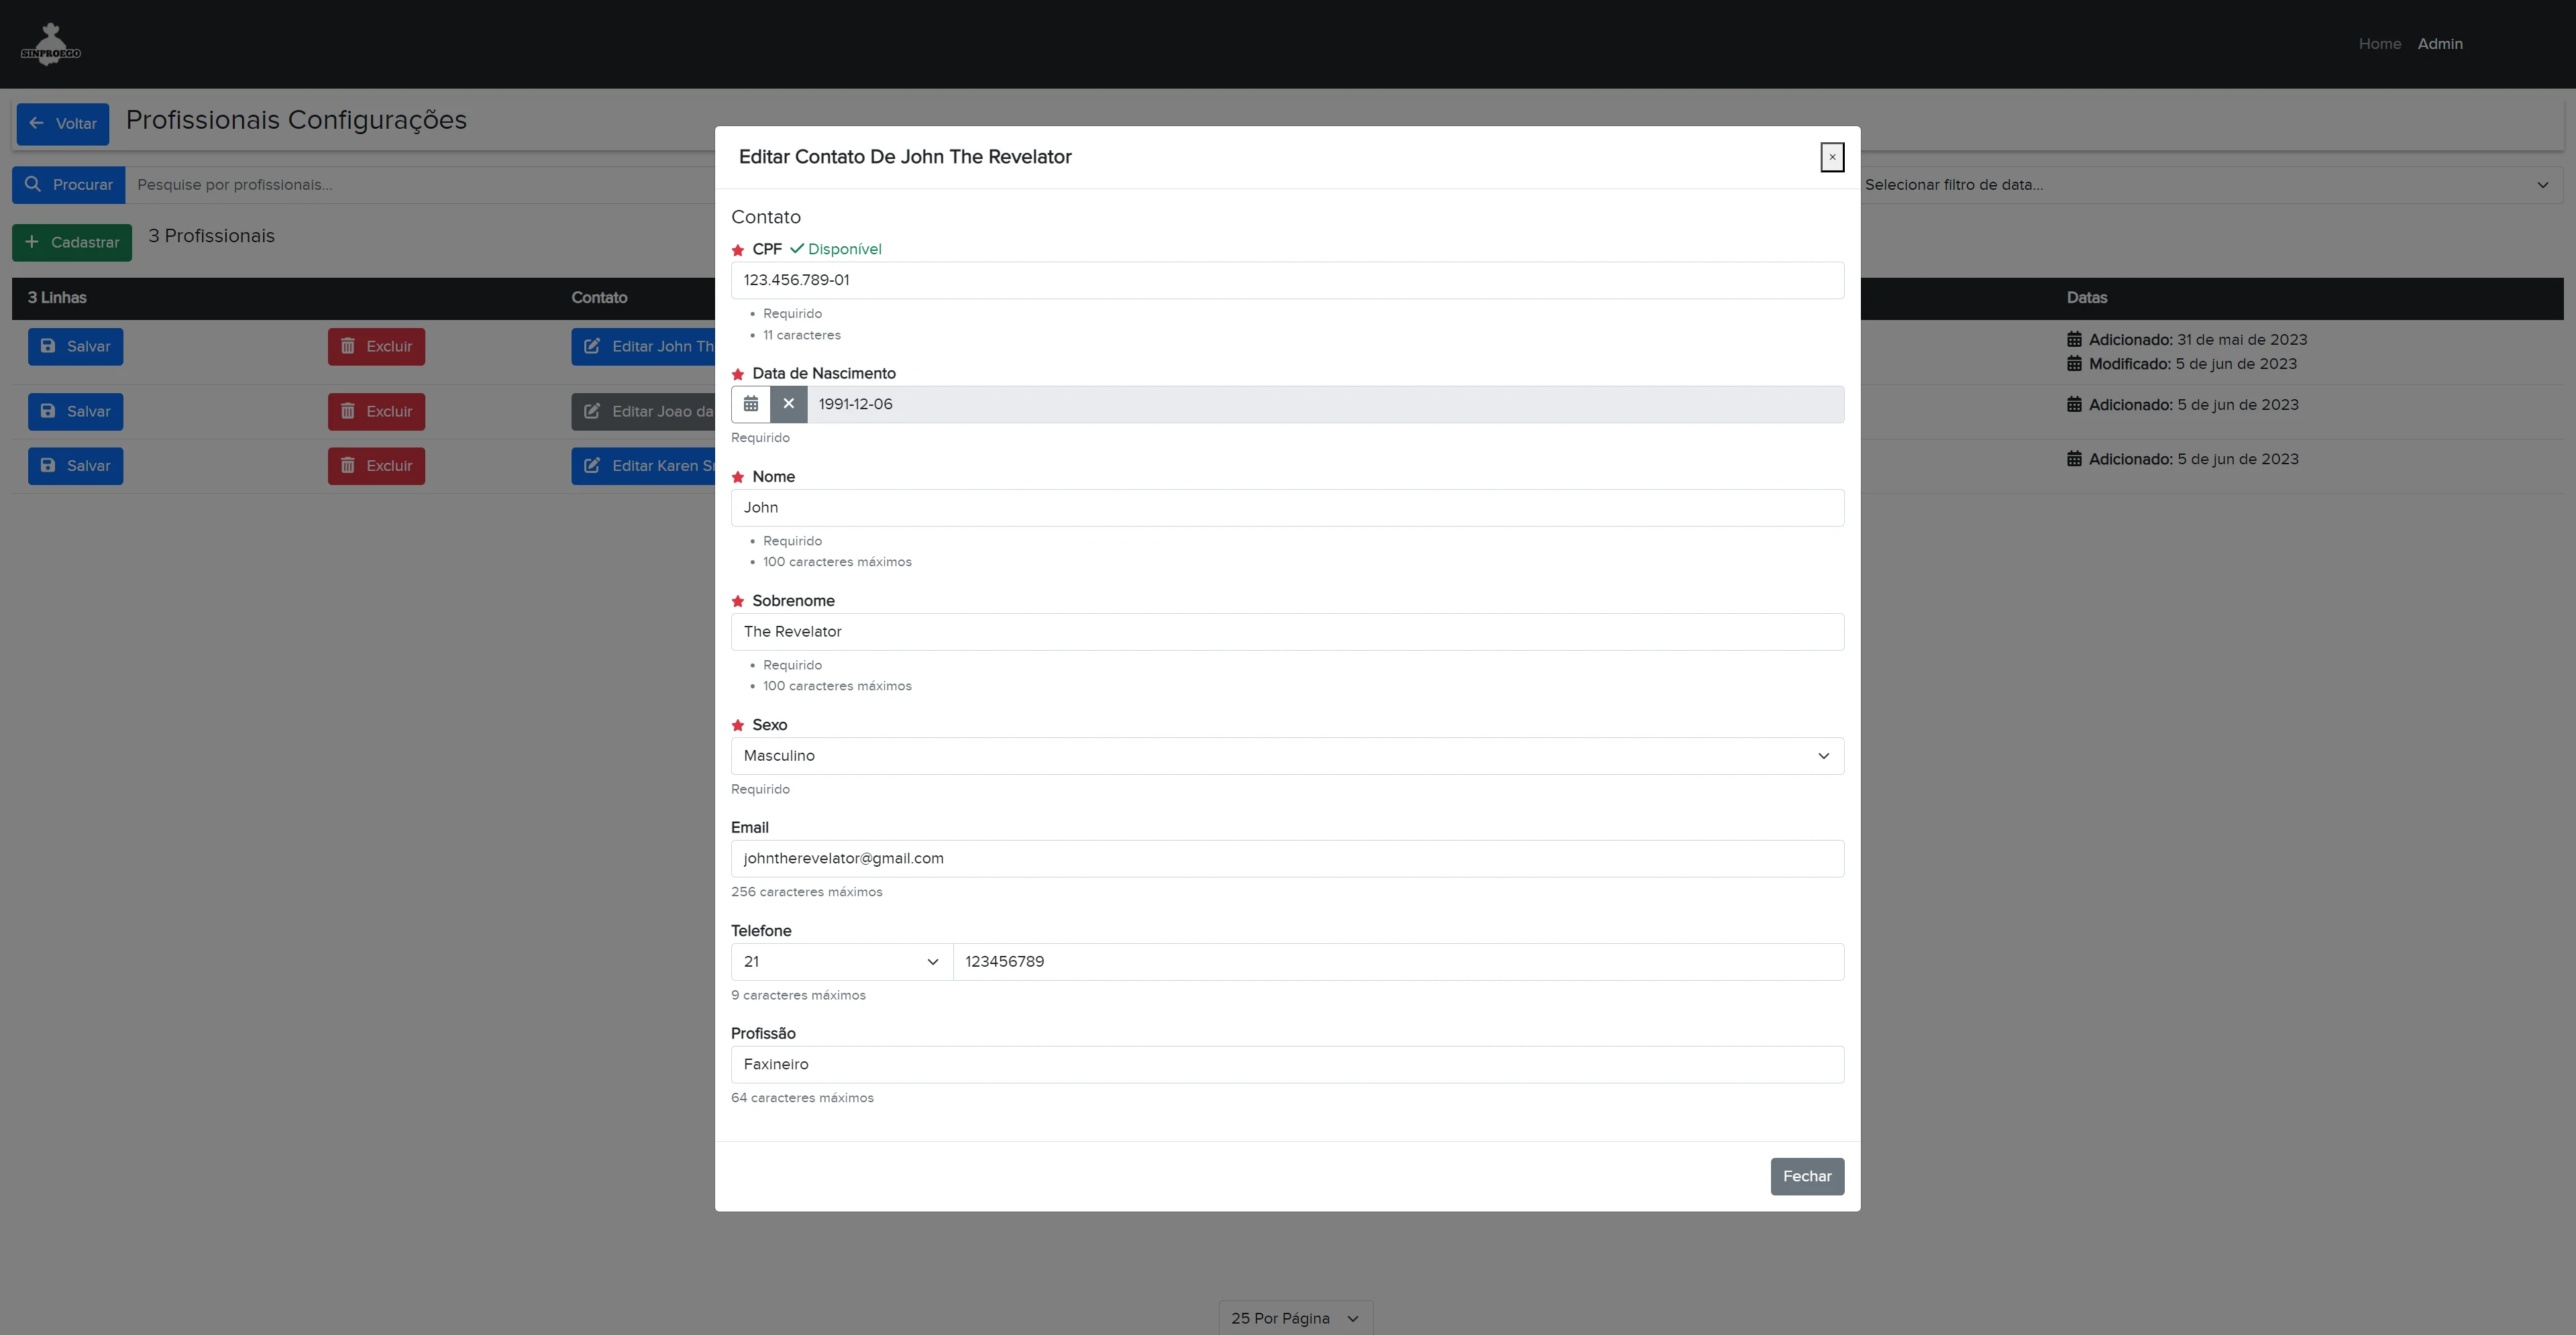 SINPROEGO
Home Admin
Voltar
Profissionais Configurações
Procurar
Pesquise por profissionais...
Selecionar filtro de data...
Cadastrar
3 Profissionais
3 Linhas Contato Datas
Salvar Excluir Editar John Th
Adicionado: 31 de mai de 2023
Modificado: 5 de jun de 2023
Salvar Excluir Editar Joao da
Adicionado: 5 de jun de 2023
Salvar Excluir Editar Karen S
Adicionado: 5 de jun de 2023
Editar Contato De John The Revelator
×
Contato
CPF Disponível
123.456.789-01
• Requirido
• 11 caracteres
Data de Nascimento
1991-12-06
Requirido
Nome
John
• Requirido
• 100 caracteres máximos
Sobrenome
The Revelator
• Requirido
• 100 caracteres máximos
Sexo
Masculino
Requirido
Email
johntherevelator@gmail.com
256 caracteres máximos
Telefone
21 123456789
9 caracteres máximos
Profissão
Faxineiro
64 caracteres máximos
Fechar
25 Por Página